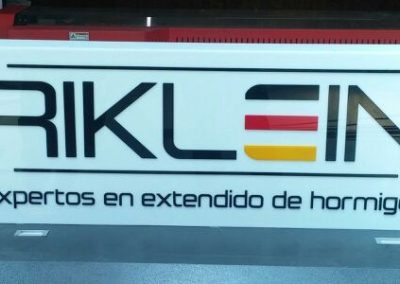 RIKLEIN
xpertos en extendido de hormig